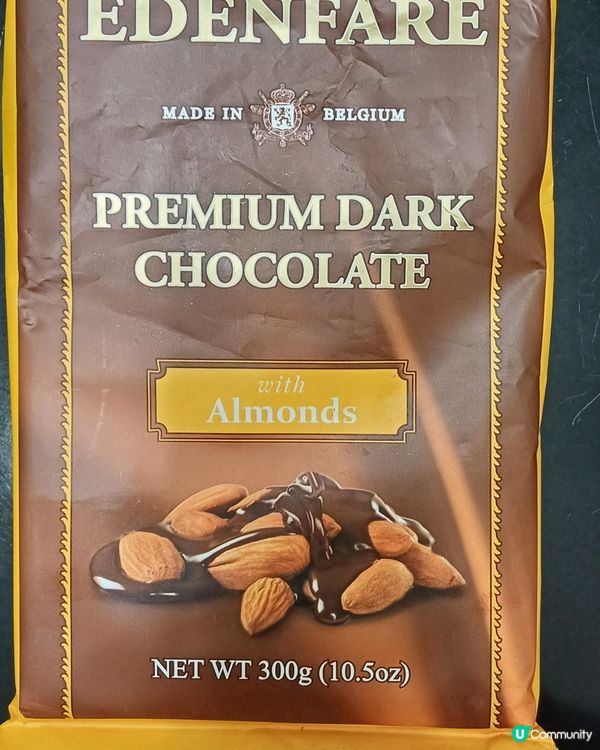 EDENFARE
MADE IN BELGIUM
PREMIUM DARK
CHOCOLATE
with
Almonds
NET WT 300g (10.5oz)
U Community